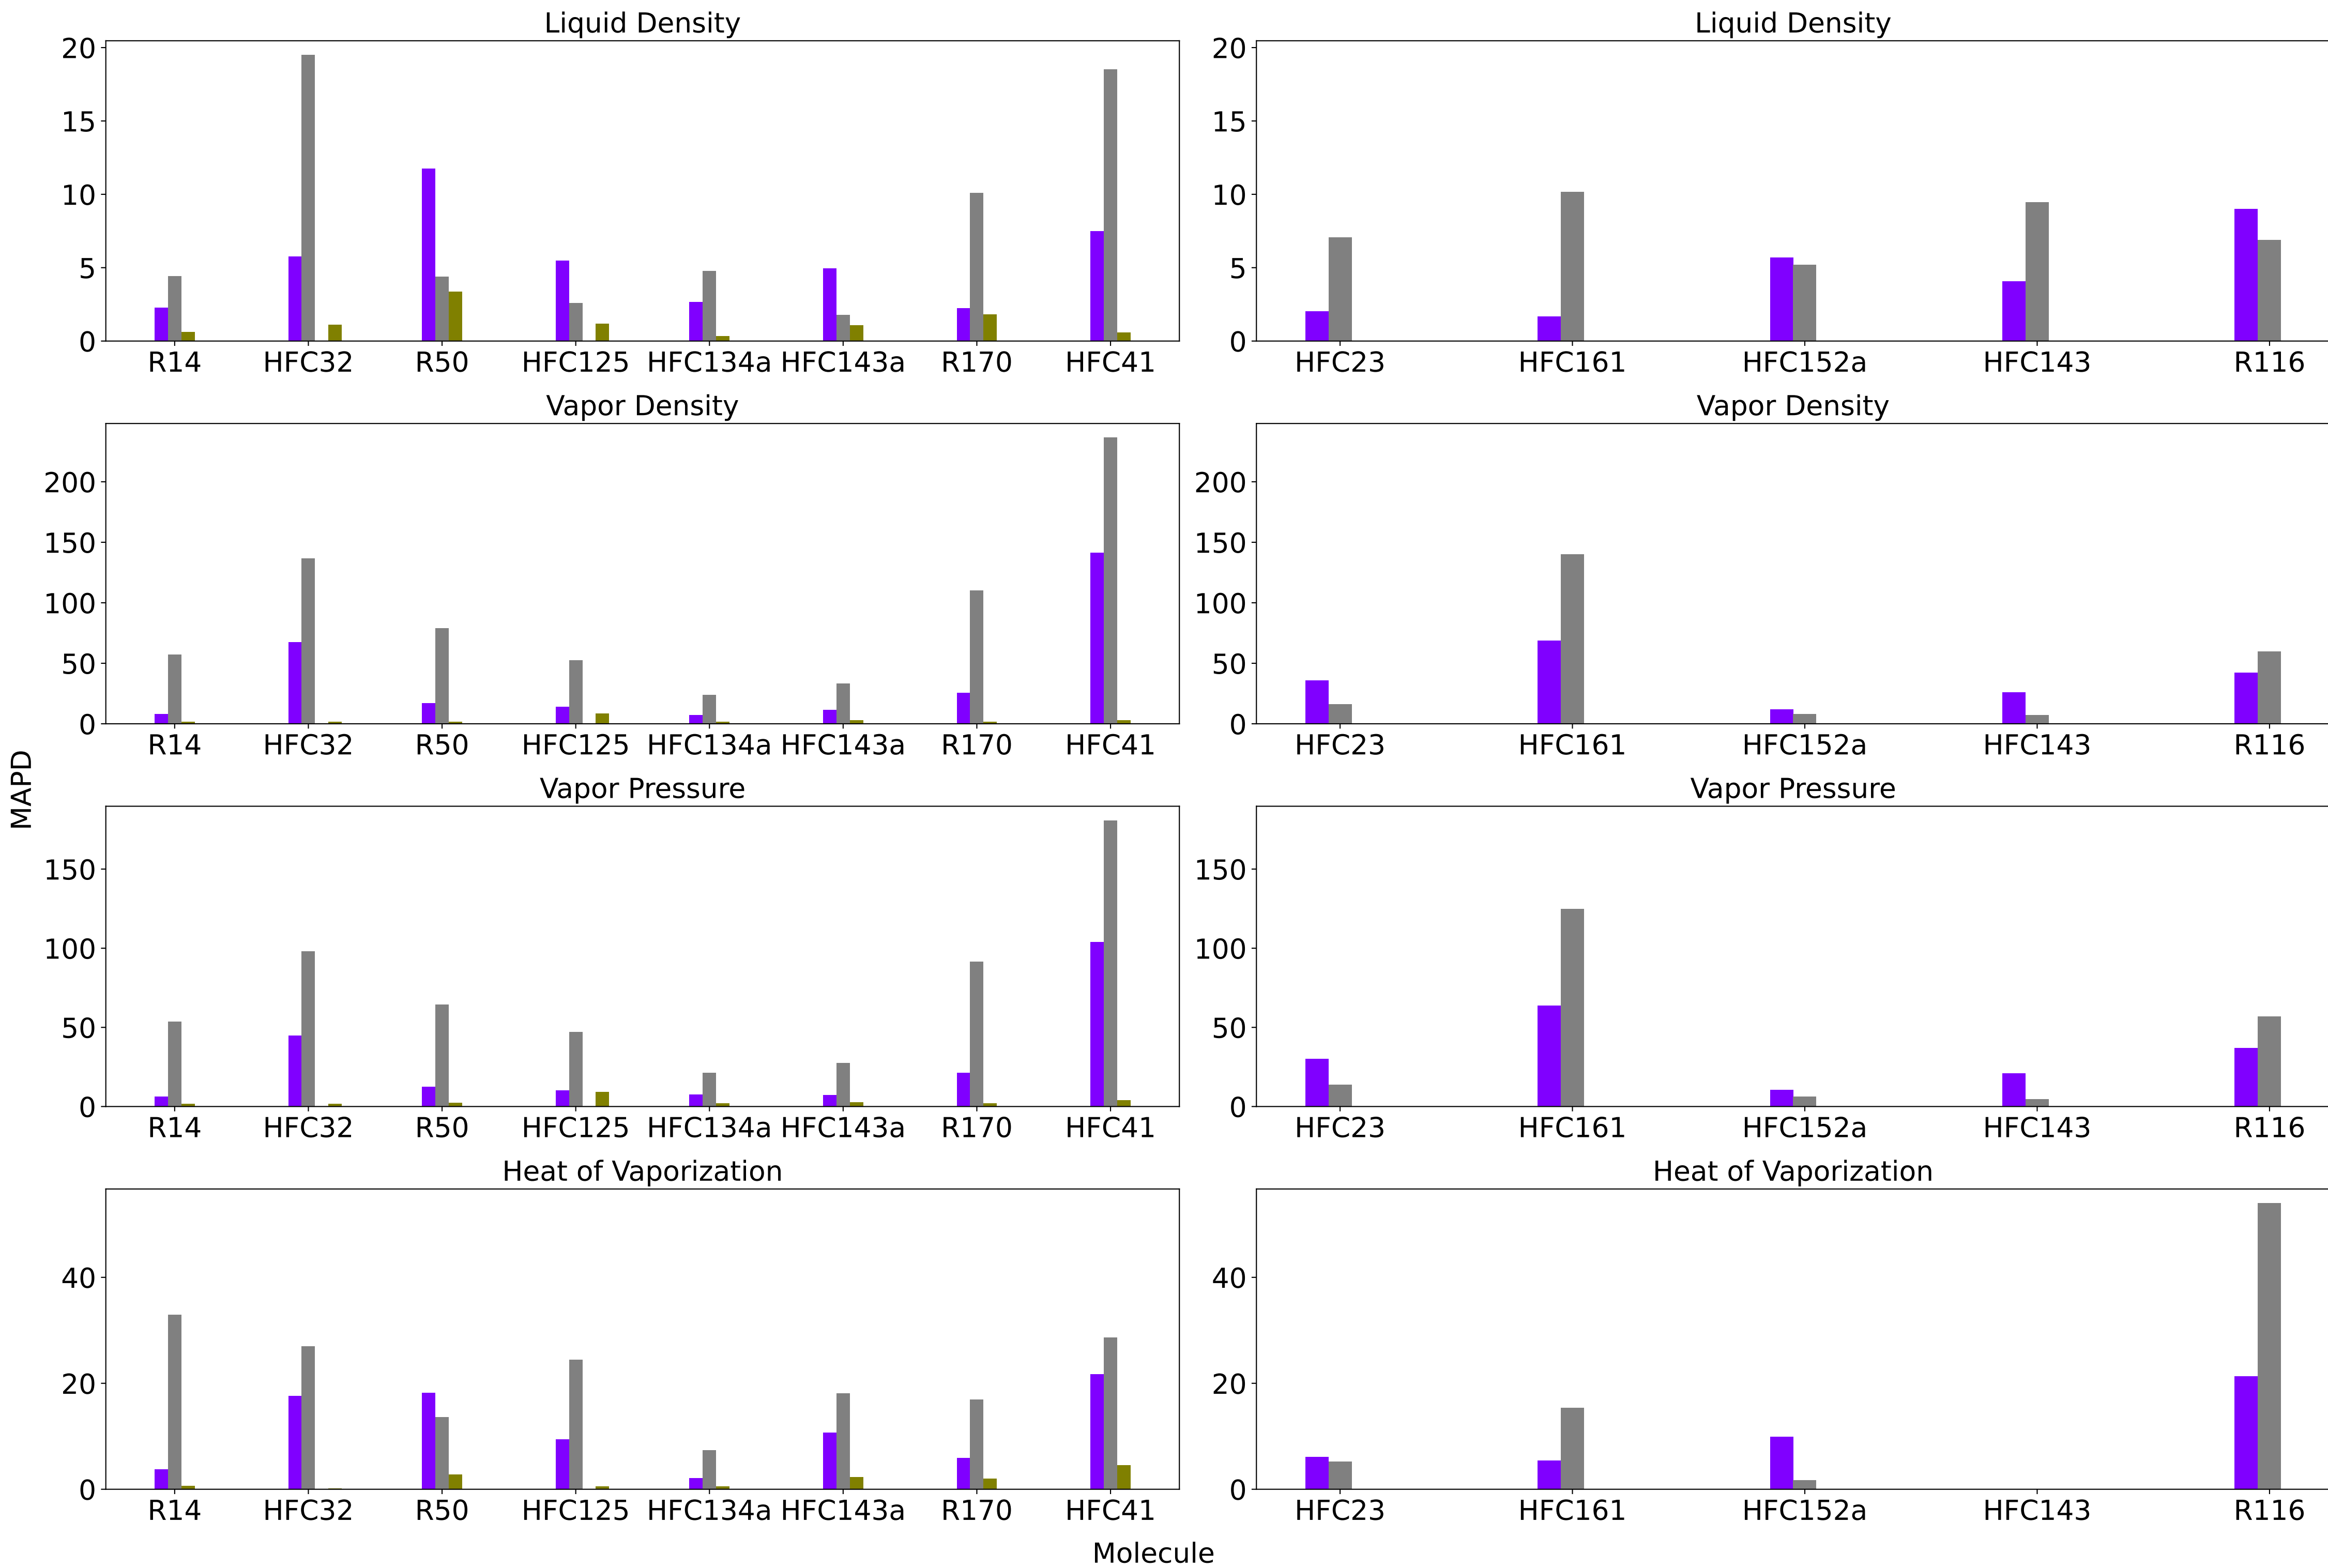 Liquid Density
20
15
10
5
0
R14 HFC32 R50 HFC125 HFC134a HFC143a R170 HFC41
Liquid Density
20
15
10
5
0
HFC23 HFC161 HFC152a HFC143 R116
Vapor Density
200
150
100
50
0
R14 HFC32 R50 HFC125 HFC134a HFC143a R170 HFC41
Vapor Density
200
150
100
50
0
HFC23 HFC161 HFC152a HFC143 R116
MAPD
Vapor Pressure
150
100
50
0
R14 HFC32 R50 HFC125 HFC134a HFC143a R170 HFC41
Vapor Pressure
150
100
50
0
HFC23 HFC161 HFC152a HFC143 R116
Heat of Vaporization
40
20
0
R14 HFC32 R50 HFC125 HFC134a HFC143a R170 HFC41
Heat of Vaporization
40
20
0
HFC23 HFC161 HFC152a HFC143 R116
Molecule